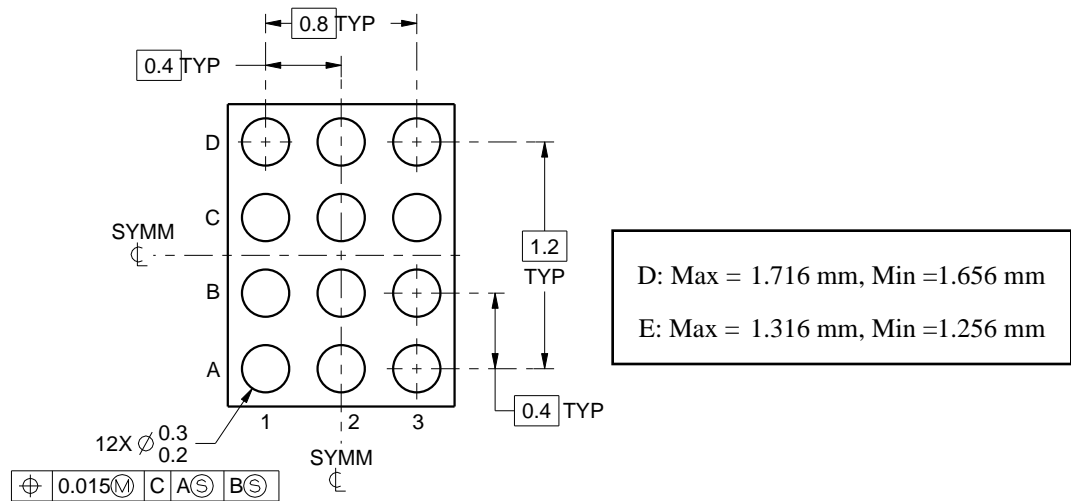 0.8 TYP
0.4 TYP
D
C
SYMM
℄
1.2
TYP
D: Max = 1.716 mm, Min =1.656 mm
B
E: Max = 1.316 mm, Min =1.256 mm
A
0.4 TYP
1 2 3
12X ⌀ 0.3
0.2
SYMM
℄
⌖ 0.015Ⓜ C AⓈ BⓈ